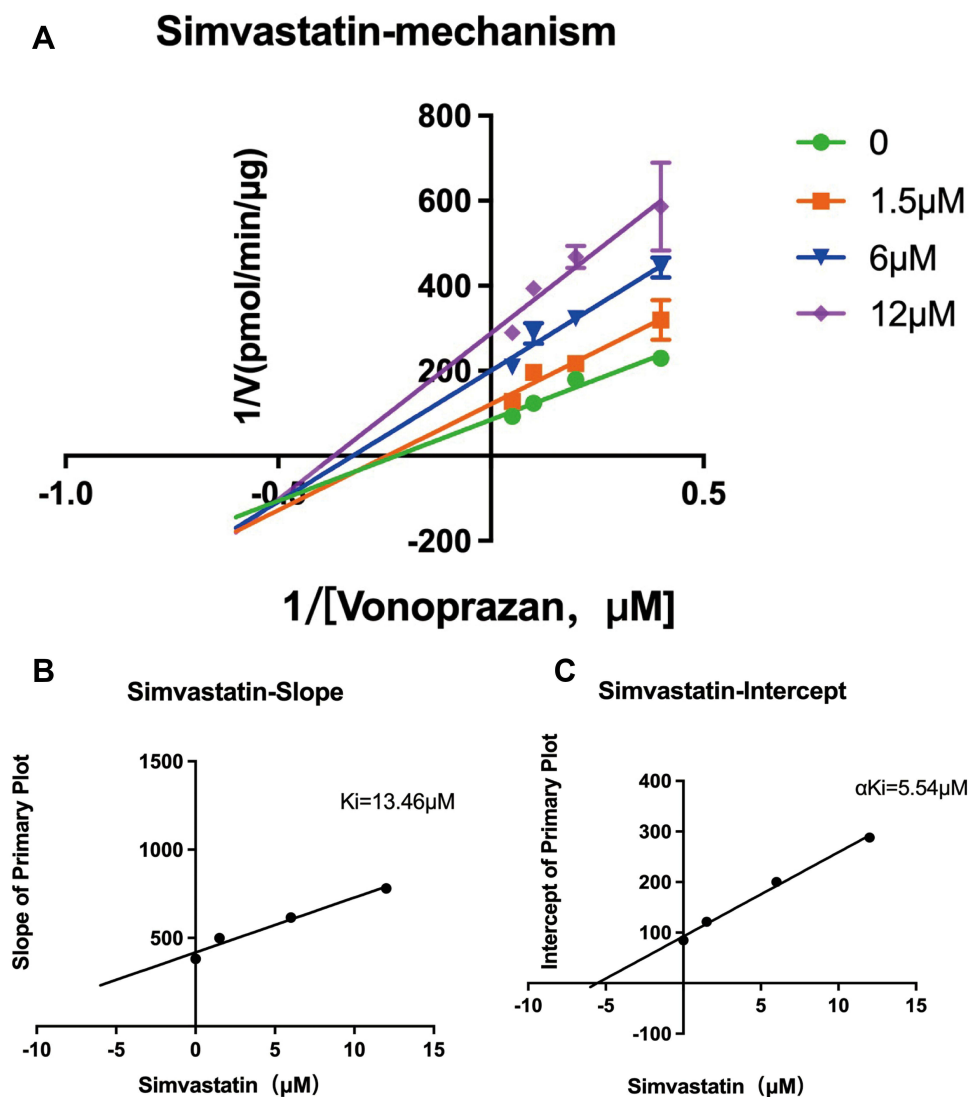 A
Simvastatin-mechanism
1/V(pmol/min/μg)
800
600
400
200
-200
-1.0
-0.5
0.5
0
1.5μM
6μM
12μM
1/[Vonoprazan, μM]
B
Simvastatin-Slope
Slope of Primary Plot
1500
1000
500
Ki=13.46μM
-10
-5
0
5
10
15
Simvastatin（μM）
C
Simvastatin-Intercept
Intercept of Primary Plot
400
300
200
100
-100
αKi=5.54μM
-10
-5
0
5
10
15
Simvastatin（μM）